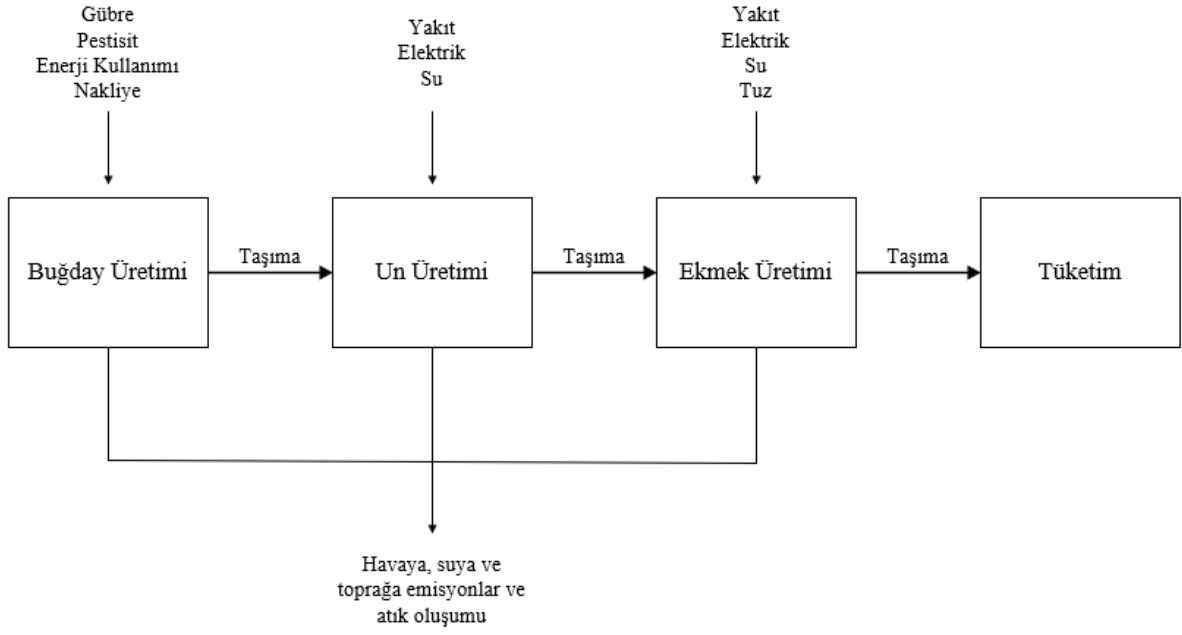 Gübre
Pestisit
Enerji Kullanımı
Nakliye
Yakıt
Elektrik
Su
Yakıt
Elektrik
Su
Tuz
Buğday Üretimi
Taşıma
Un Üretimi
Taşıma
Ekmek Üretimi
Taşıma
Tüketim
Havaya, suya ve
toprağa emisyonlar ve
atık oluşumu